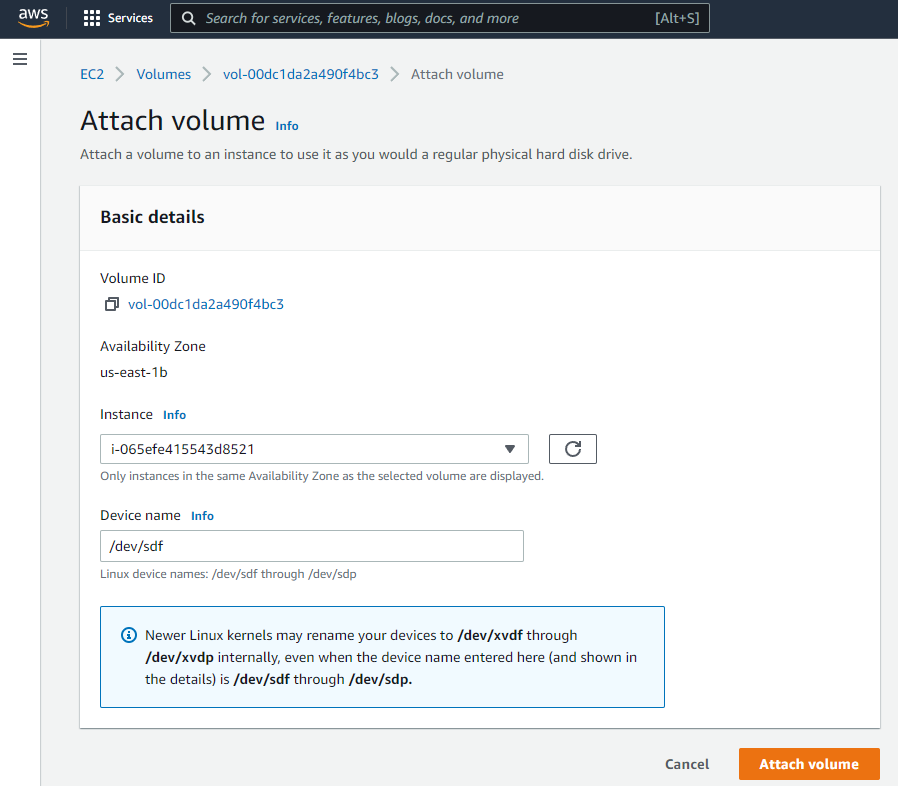 aws Services Search for services, features, blogs, docs, and more [Alt+S]
EC2 Volumes vol-00dc1da2a490f4bc3 Attach volume
Attach volume Info
Attach a volume to an instance to use it as you would a regular physical hard disk drive.
Basic details
Volume ID
vol-00dc1da2a490f4bc3
Availability Zone
us-east-1b
Instance Info
i-065efe415543d8521
Only instances in the same Availability Zone as the selected volume are displayed.
Device name Info
/dev/sdf
Linux device names: /dev/sdf through /dev/sdp
Newer Linux kernels may rename your devices to /dev/xvdf through
/dev/xvdp internally, even when the device name entered here (and shown in
the details) is /dev/sdf through /dev/sdp.
Cancel Attach volume